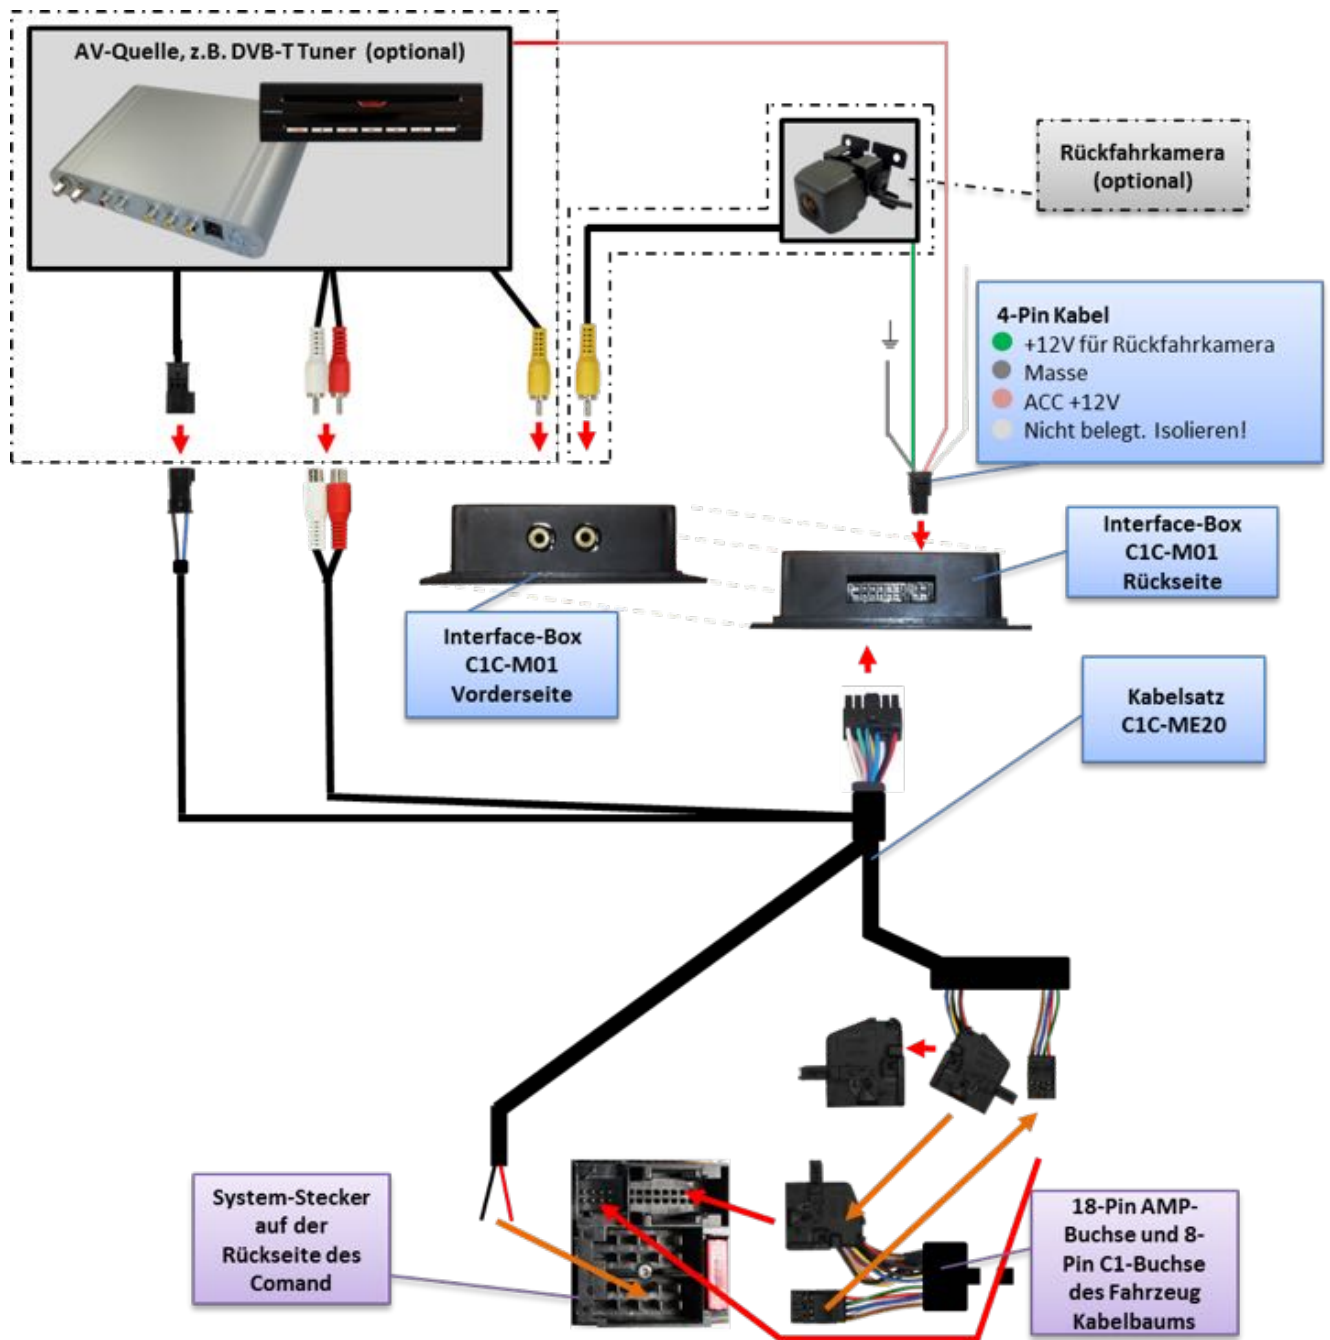 AV-Quelle, z.B. DVB-T Tuner (optional)
Rückfahrkamera
(optional)
4-Pin Kabel
+12V für Rückfahrkamera
Masse
ACC +12V
Nicht belegt. Isolieren!
Interface-Box
C1C-M01
Rückseite
Interface-Box
C1C-M01
Vorderseite
Kabelsatz
C1C-ME20
System-Stecker
auf der
Rückseite des
Comand
18-Pin AMP-
Buchse und 8-
Pin C1-Buchse
des Fahrzeug
Kabelbaums